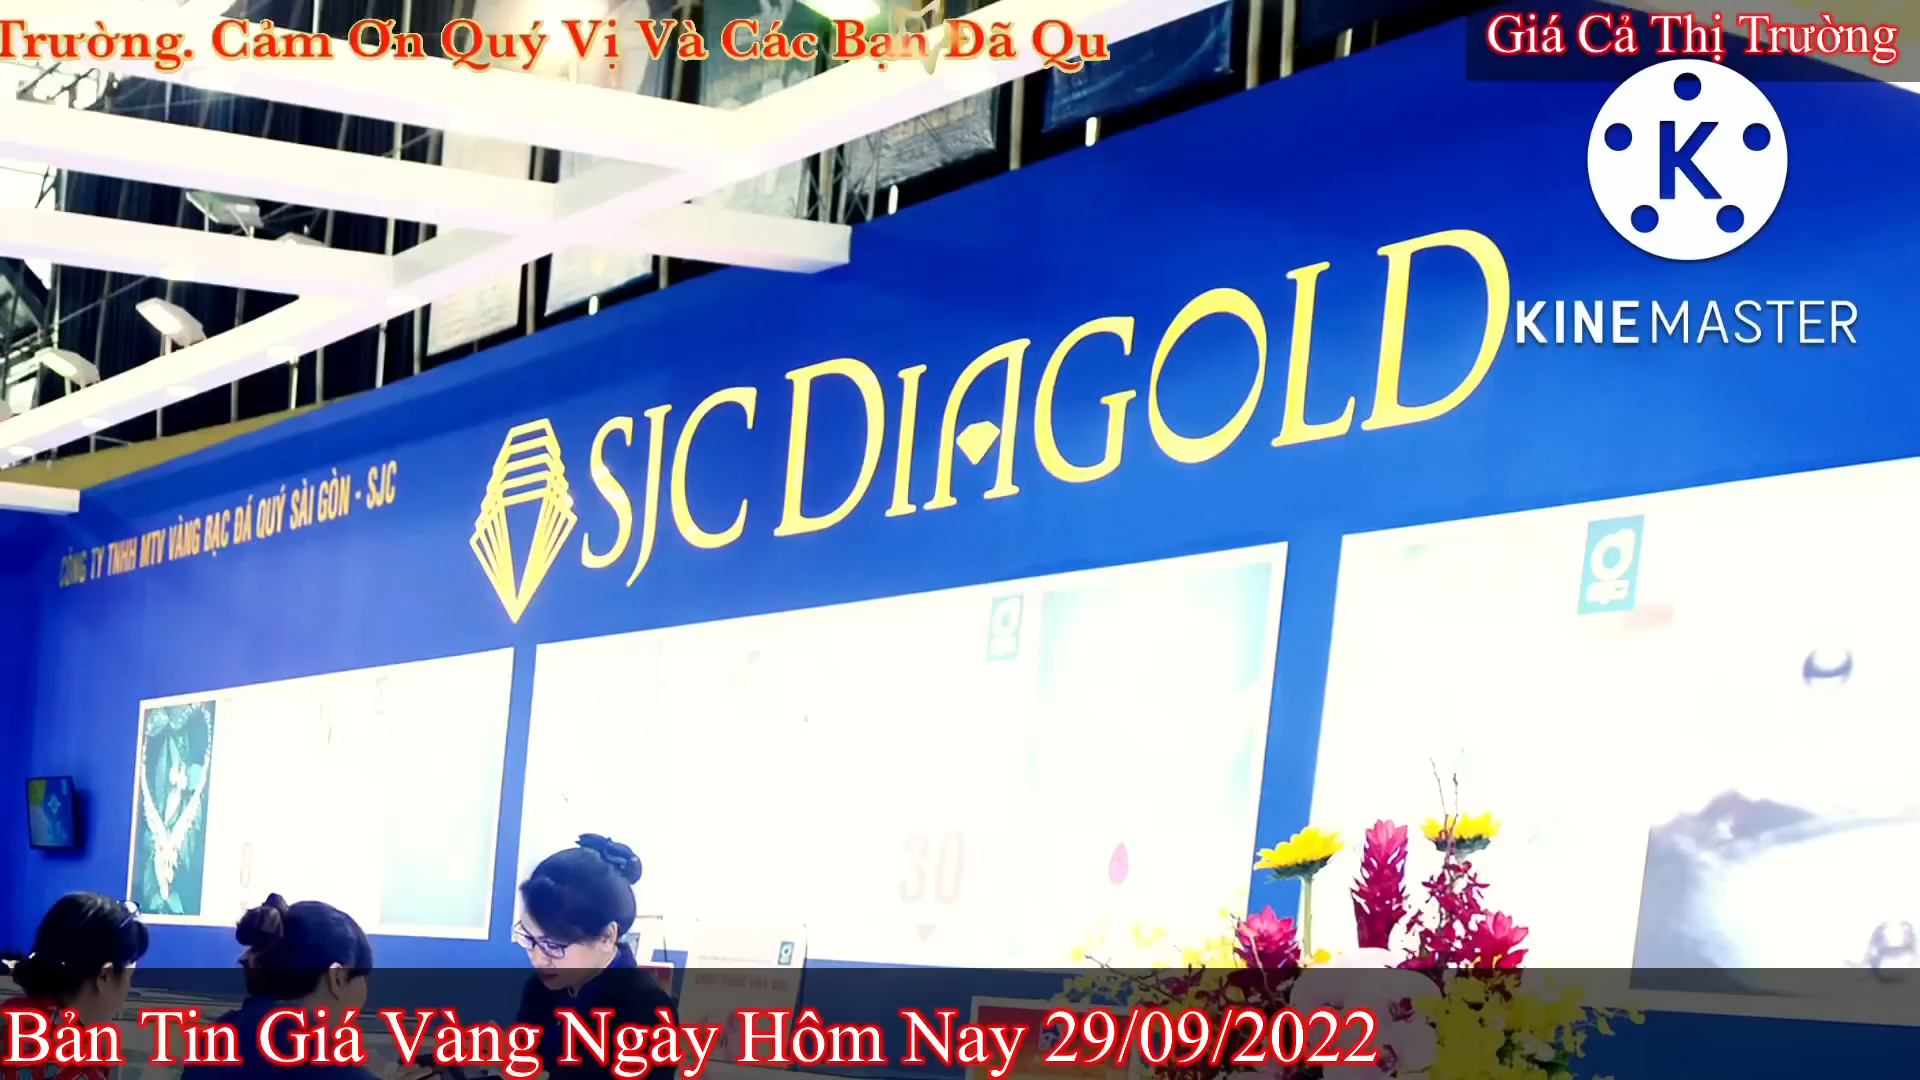 Trường. Cảm Ơn Quý Vị Và Các Bạn Đã Qu
Giá Cả Thị Trường
K
KINEMASTER
SJC DIAGOLD
CÔNG TY TNHH MTV VÀNG BẠC ĐÁ QUÝ SÀI GÒN - SJC
30
Bản Tin Giá Vàng Ngày Hôm Nay 29/09/2022